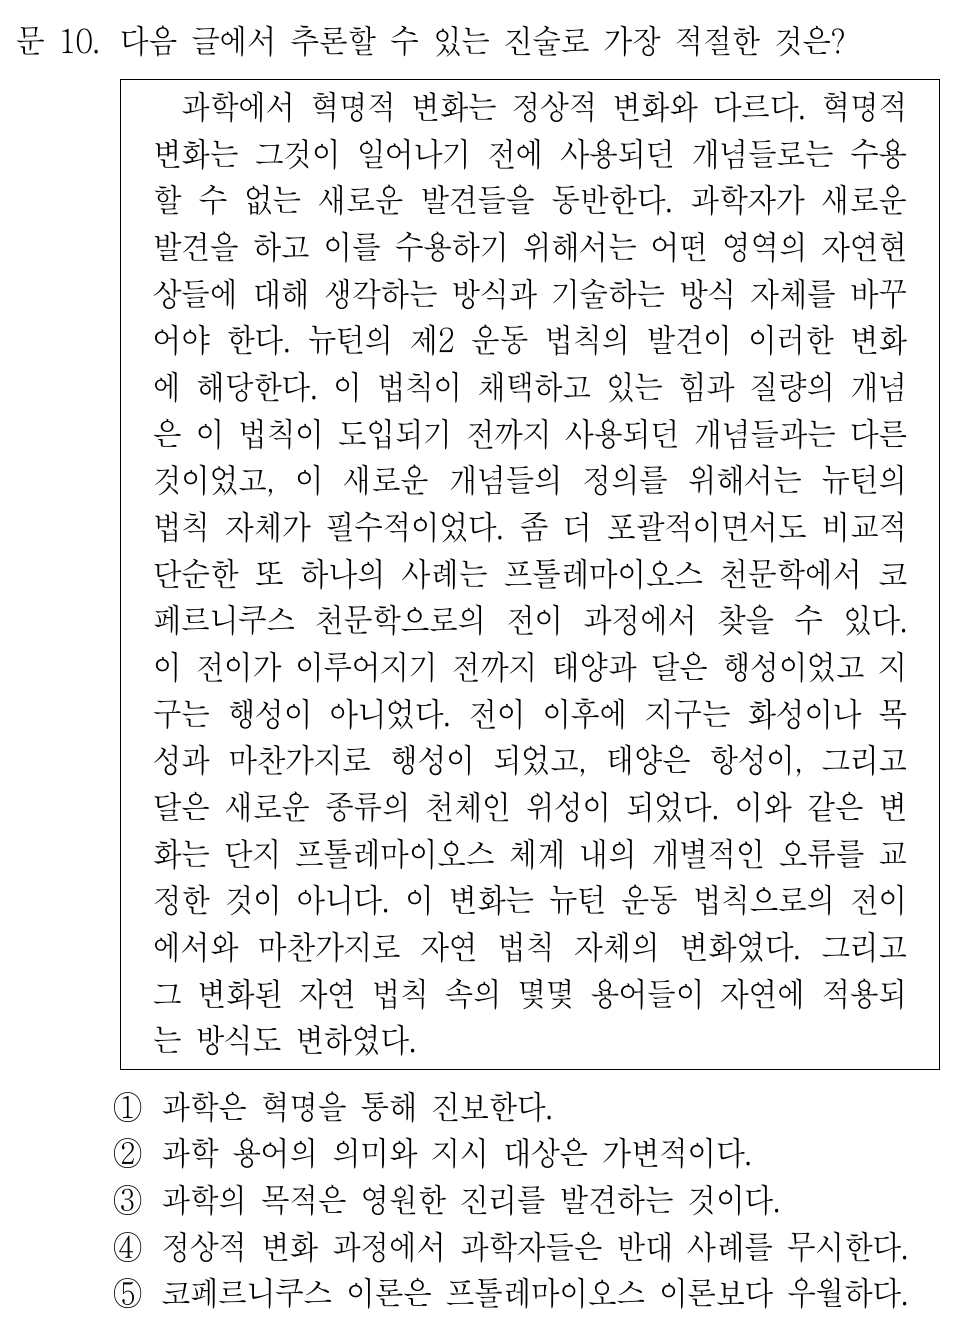 문 10. 다음 글에서 추론할 수 있는 진술로 가장 적절한 것은?
과학에서 혁명적 변화는 정상적 변화와 다르다. 혁명적
변화는 그것이 일어나기 전에 사용되던 개념들로는 수용
할 수 없는 새로운 발견들을 동반한다. 과학자가 새로운
발견을 하고 이를 수용하기 위해서는 어떤 영역의 자연현
상들에 대해 생각하는 방식과 기술하는 방식 자체를 바꾸
어야 한다. 뉴턴의 제2 운동 법칙의 발견이 이러한 변화
에 해당한다. 이 법칙이 채택하고 있는 힘과 질량의 개념
은 이 법칙이 도입되기 전까지 사용되던 개념들과는 다른
것이었고, 이 새로운 개념들의 정의를 위해서는 뉴턴의
법칙 자체가 필수적이었다. 좀 더 포괄적이면서도 비교적
단순한 또 하나의 사례는 프톨레마이오스 천문학에서 코
페르니쿠스 천문학으로의 전이 과정에서 찾을 수 있다.
이 전이가 이루어지기 전까지 태양과 달은 행성이었고 지
구는 행성이 아니었다. 전이 이후에 지구는 화성이나 목
성과 마찬가지로 행성이 되었고, 태양은 항성이, 그리고
달은 새로운 종류의 천체인 위성이 되었다. 이와 같은 변
화는 단지 프톨레마이오스 체계 내의 개별적인 오류를 교
정한 것이 아니다. 이 변화는 뉴턴 운동 법칙으로의 전이
에서와 마찬가지로 자연 법칙 자체의 변화였다. 그리고
그 변화된 자연 법칙 속의 몇몇 용어들이 자연에 적용되
는 방식도 변하였다.
① 과학은 혁명을 통해 진보한다.
② 과학 용어의 의미와 지시 대상은 가변적이다.
③ 과학의 목적은 영원한 진리를 발견하는 것이다.
④ 정상적 변화 과정에서 과학자들은 반대 사례를 무시한다.
⑤ 코페르니쿠스 이론은 프톨레마이오스 이론보다 우월하다.